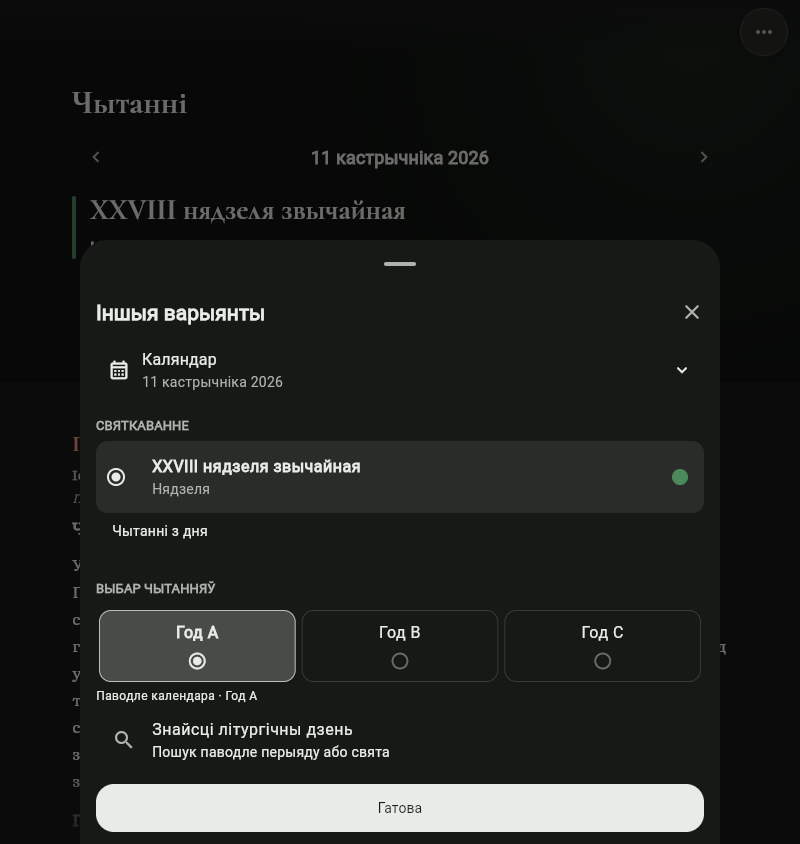 Чытанні
11 кастрычніка 2026
XXVIII нядзеля звычайная
Іншыя варыянты
Каляндар
11 кастрычніка 2026
СВЯТКАВАННЕ
XXVIII нядзеля звычайная
Нядзеля
Чытанні з дня
ВЫБАР ЧЫТАННЯЎ
Год A
Год B
Год C
Паводле календара · Год A
Знайсці літургічны дзень
Пошук паводле перыяду або свята
Гатова